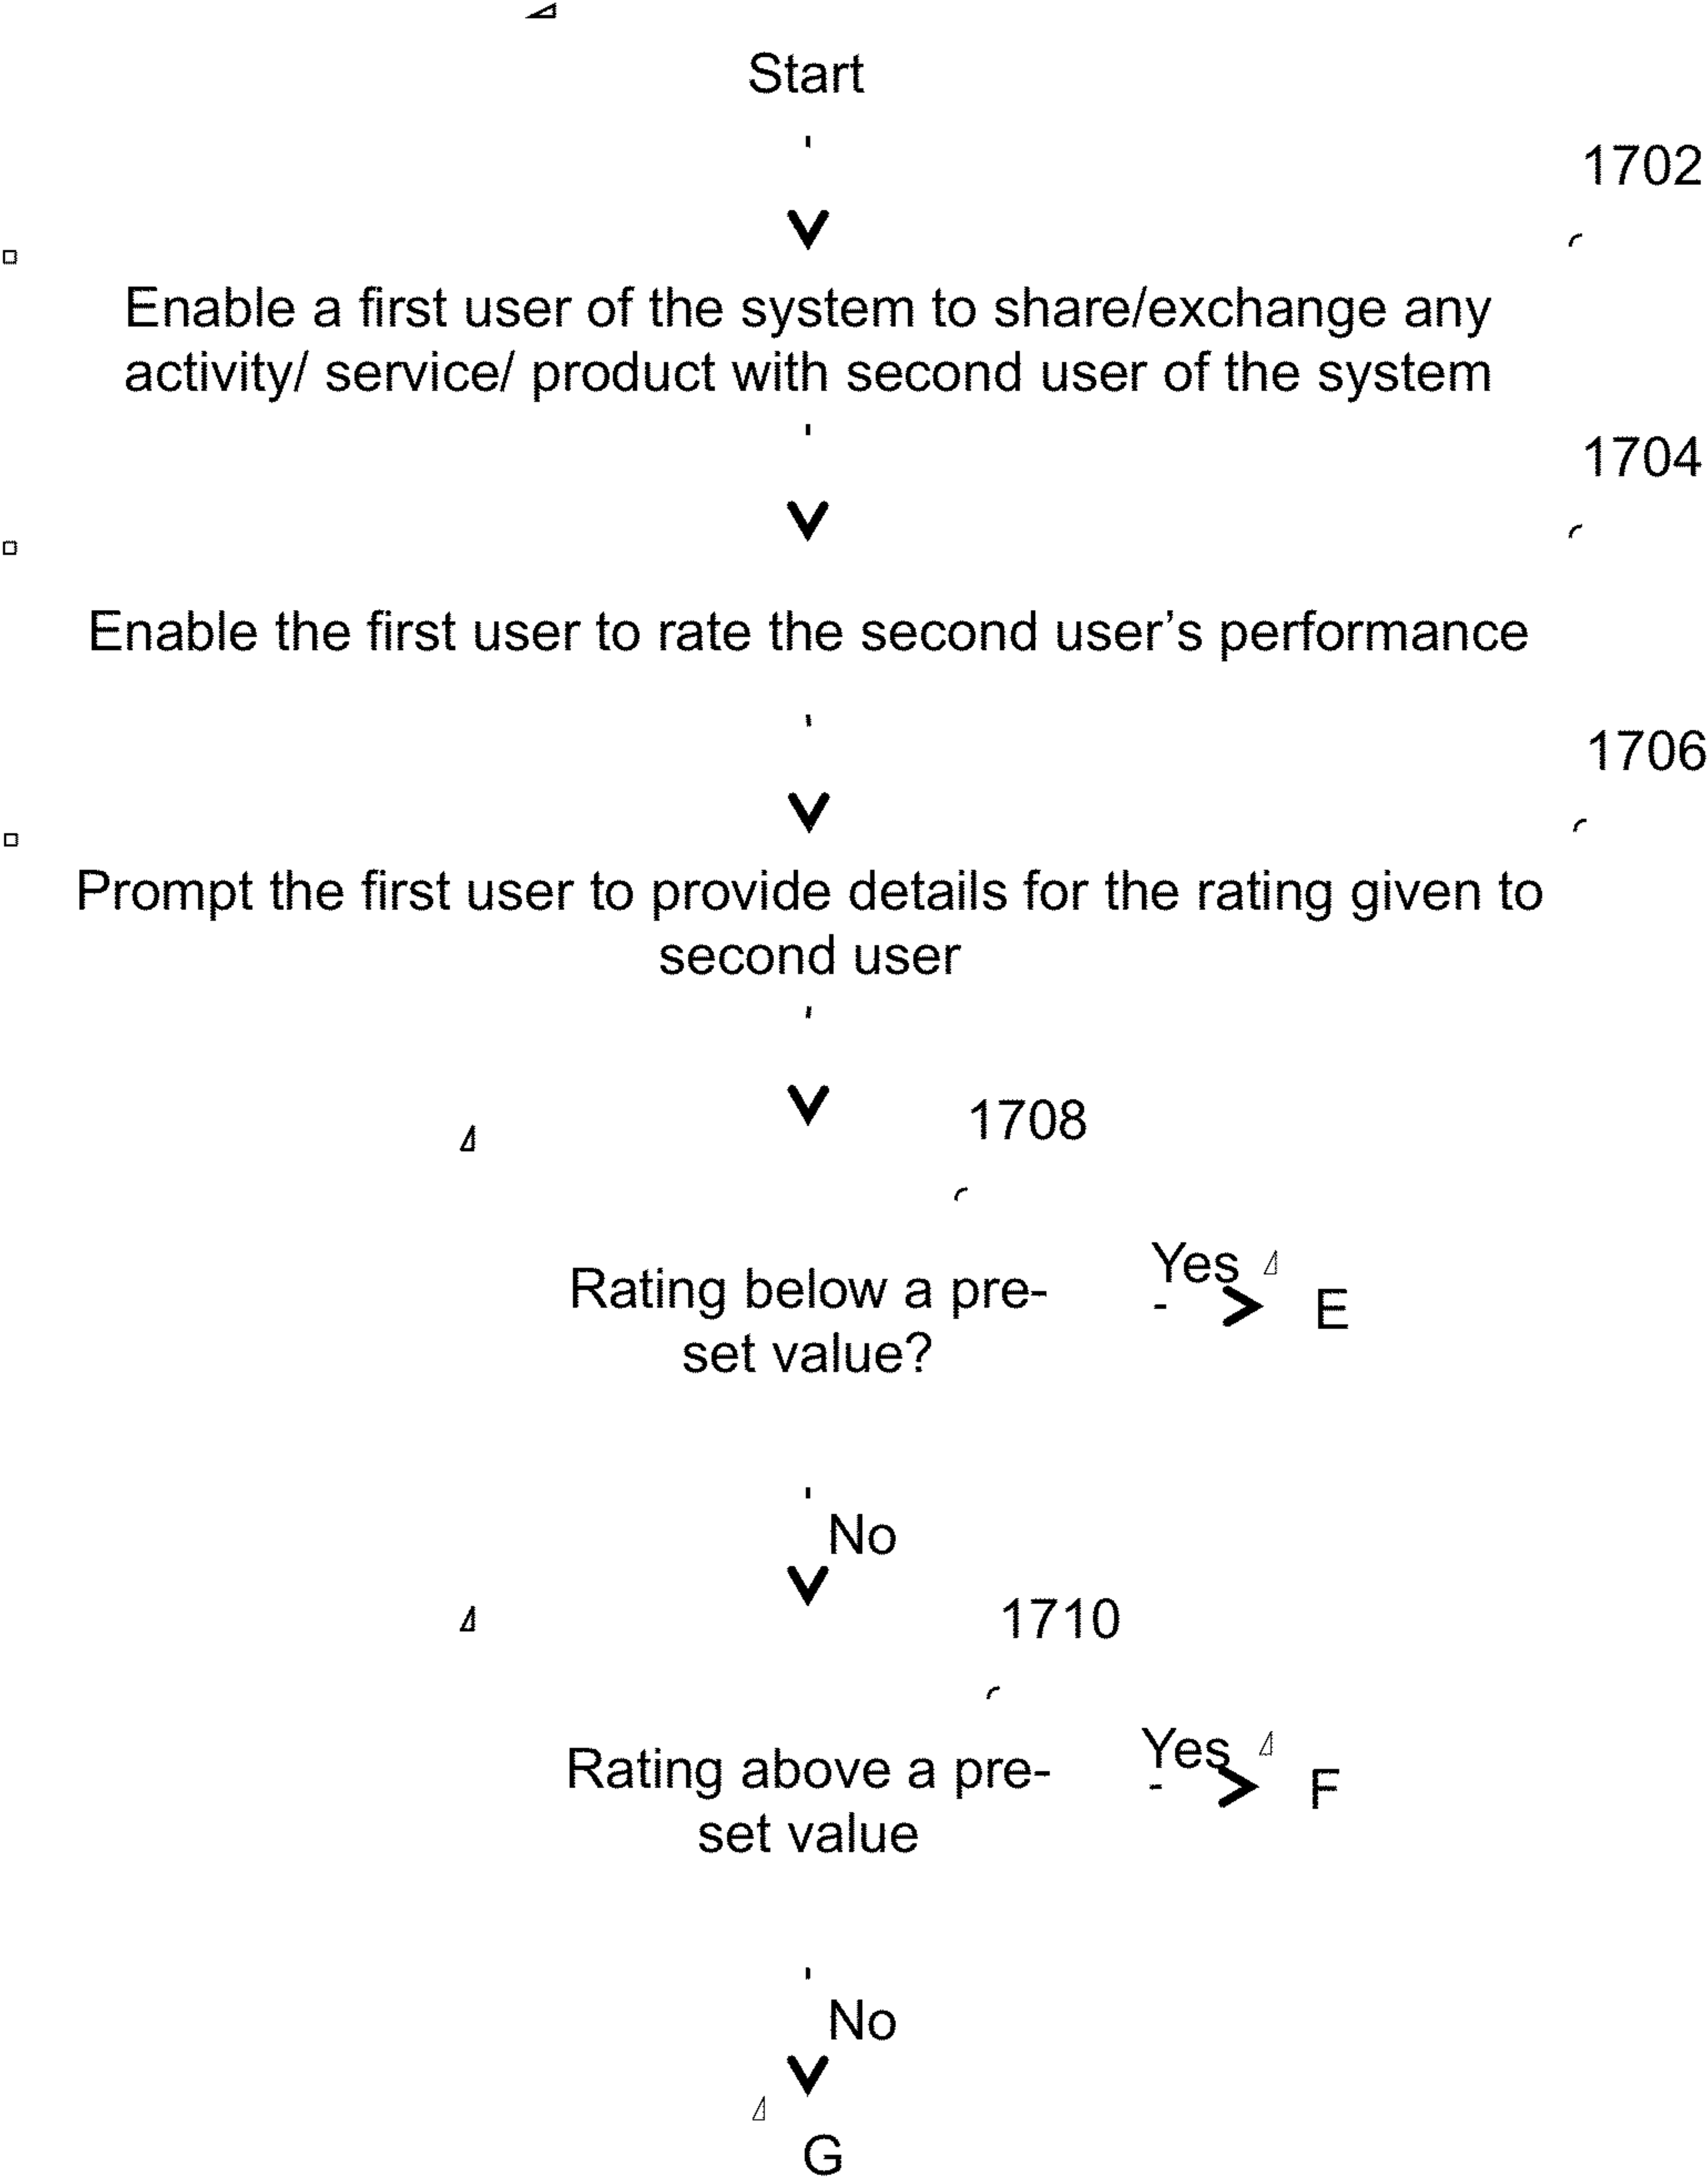 Start
1702
Enable a first user of the system to share/exchange any
activity/ service/ product with second user of the system
1704
Enable the first user to rate the second user’s performance
1706
Prompt the first user to provide details for the rating given to
second user
1708
Rating below a pre-
set value?
Yes
E
No
1710
Rating above a pre-
set value
Yes
F
No
G